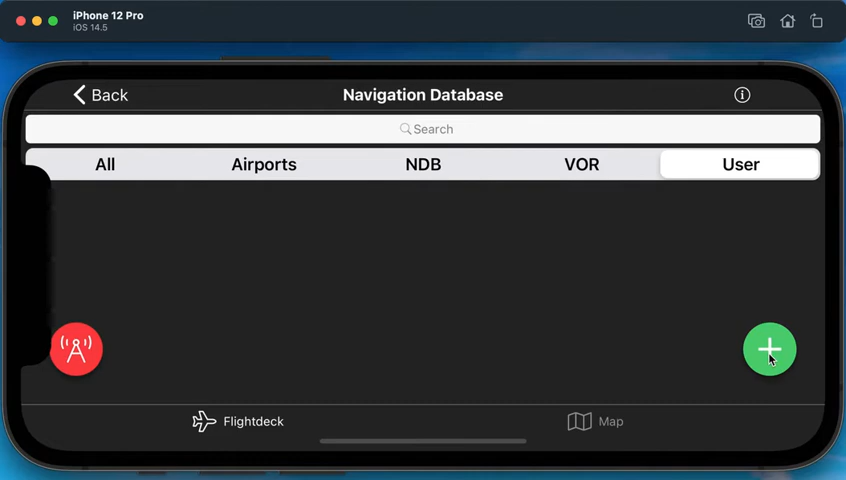 iPhone 12 Pro
iOS 14.5
Back
Navigation Database
Search
All Airports NDB VOR User
Flightdeck
Map